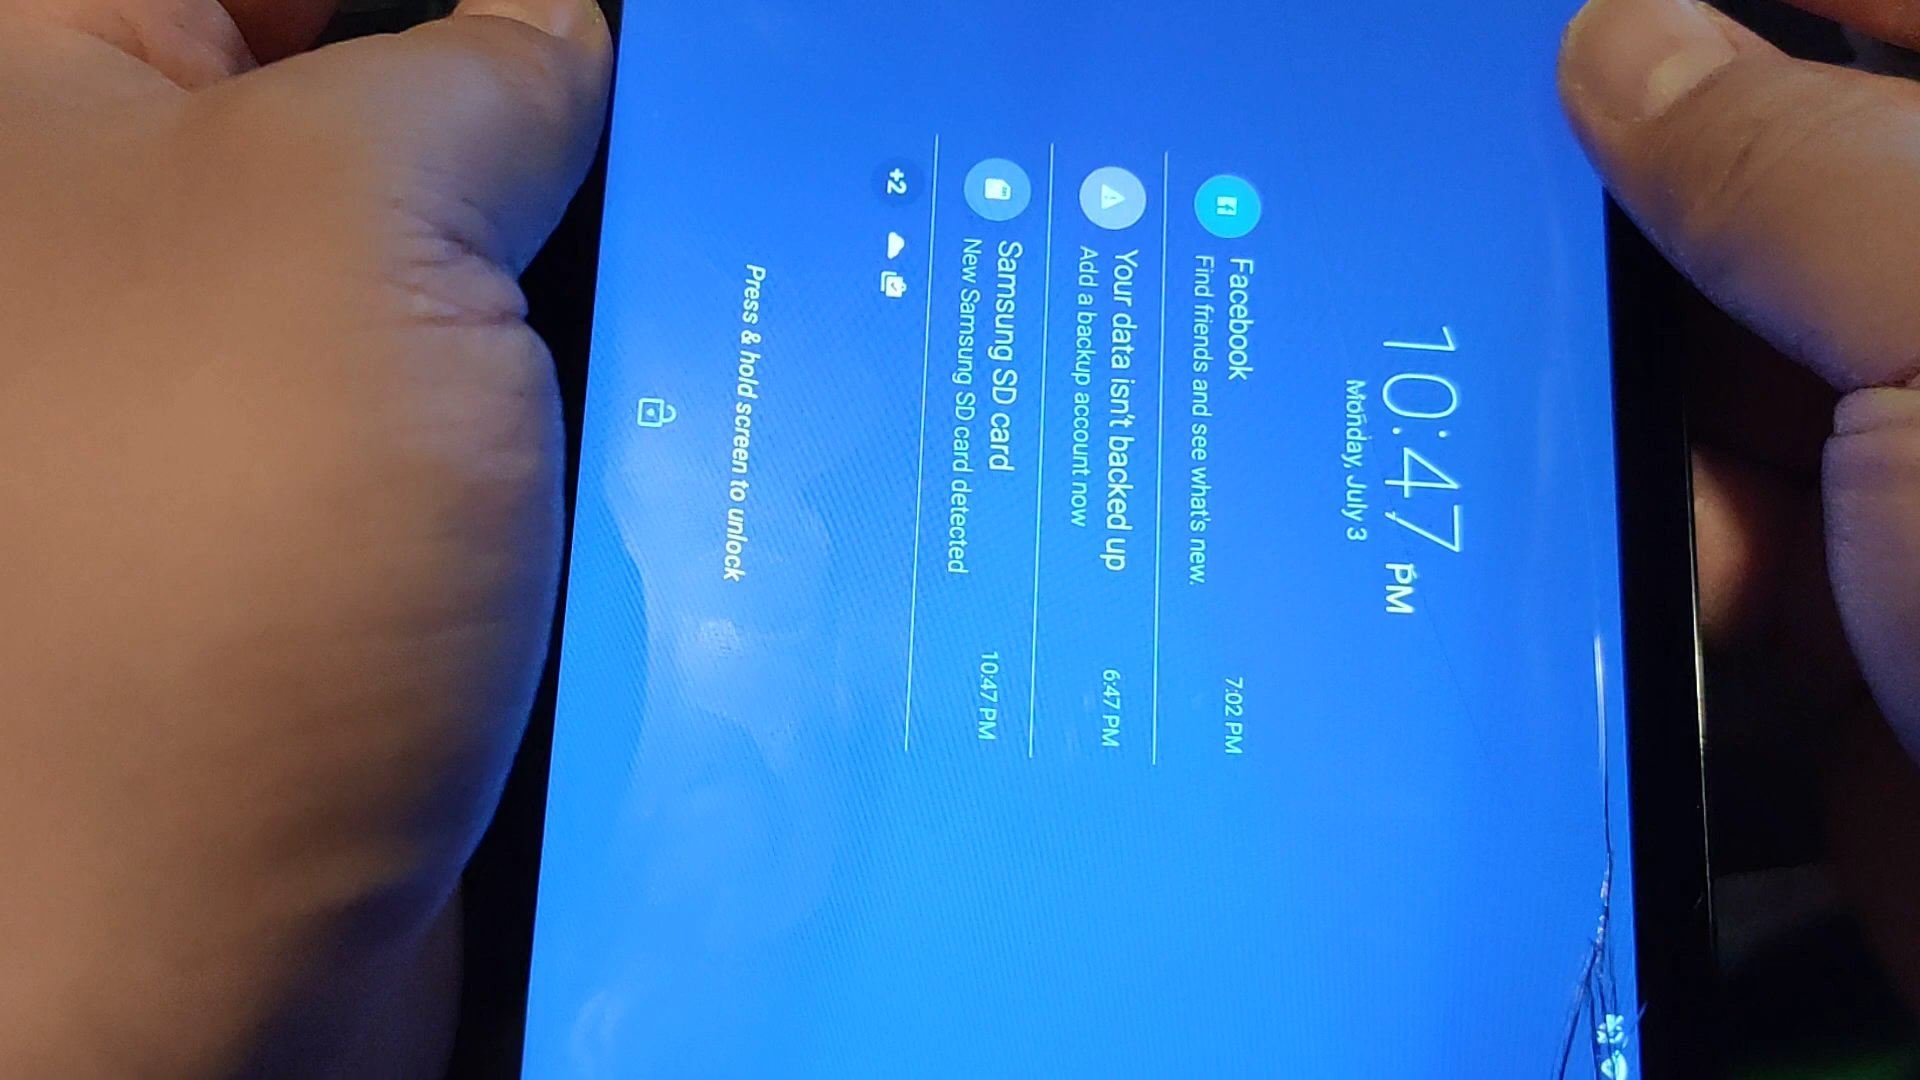 10:47 PM
Monday, July 3
Facebook 7:02 PM
Find friends and see what's new.
Your data isn't backed up 6:47 PM
Add a backup account now
Samsung SD card 10:47 PM
New Samsung SD card detected
+2
Press & hold screen to unlock